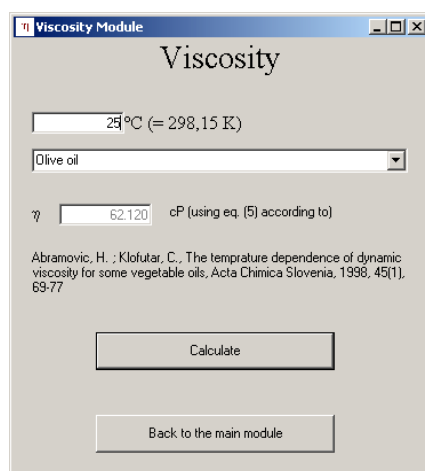 η Viscosity Module
Viscosity
25 °C (= 298,15 K)
Olive oil
η 62.120 cP (using eq. (5) according to)
Abramovic, H. ; Klofutar, C., The temprature dependence of dynamic
viscosity for some vegetable oils, Acta Chimica Slovenia, 1998, 45(1),
69-77
Calculate
Back to the main module